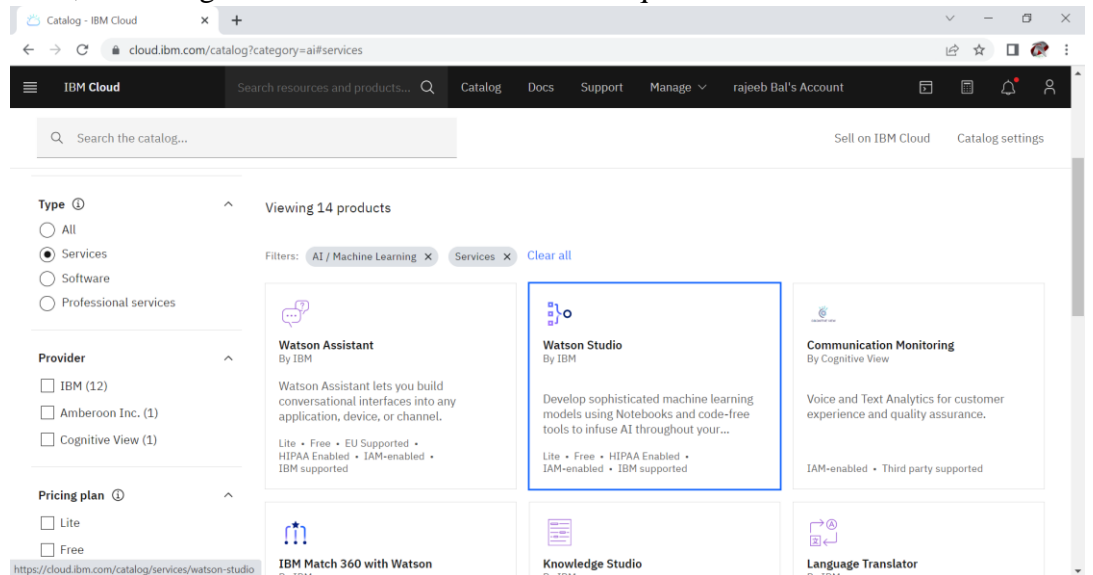 Catalog - IBM Cloud
cloud.ibm.com/catalog?category=ai#services
IBM Cloud
Search resources and products...
Catalog
Docs
Support
Manage
rajeeb Bal's Account
Search the catalog...
Sell on IBM Cloud
Catalog settings
Type
All
Services
Software
Professional services
Provider
IBM (12)
Amberoon Inc. (1)
Cognitive View (1)
Pricing plan
Lite
Free
Viewing 14 products
Filters:
AI / Machine Learning ×
Services ×
Clear all
Watson Assistant
By IBM
Watson Assistant lets you build
conversational interfaces into any
application, device, or channel.
Lite • Free • EU Supported •
HIPAA Enabled • IAM-enabled •
IBM supported
Watson Studio
By IBM
Develop sophisticated machine learning
models using Notebooks and code-free
tools to infuse AI throughout your...
Lite • Free • HIPAA Enabled •
IAM-enabled • IBM supported
Communication Monitoring
By Cognitive View
Voice and Text Analytics for customer
experience and quality assurance.
IAM-enabled • Third party supported
IBM Match 360 with Watson
Knowledge Studio
Language Translator
https://cloud.ibm.com/catalog/services/watson-studio